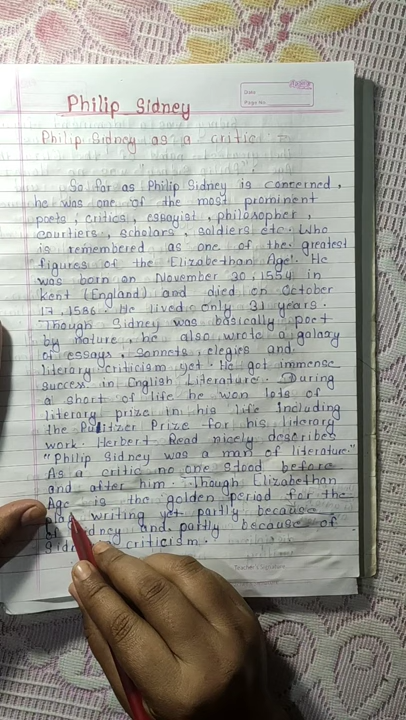 Date
Page No.
Philip Sidney
Philip Sidney as a critic :
So far as Philip Sidney is concerned,
he was one of the most prominent
poets, critics, essayist, philosopher,
courtiers, scholars, soldiers etc. Who
is remembered as one of the greatest
figures of the Elizabethan Age'. He
was born on November 30, 1554 in
Kent (England) and died on October
17, 1586. He lived only 31 years.
Though Sidney was basically poet
by nature, he also wrote a galaxy
of essays, sonnets, elegies and
literary criticism yet. He got immense
success in English Literature. During
a short of life he won lots of
literary prize in his life including
the Pulitzer Prize for his literary
work. Herbert Read nicely describes
"Philip Sidney was a man of literature."
As a critic no one stood before
and after him. Though Elizabethan
Age is the golden period for the
writing yet partly because
and partly because of
criticism.
Teacher's Signature